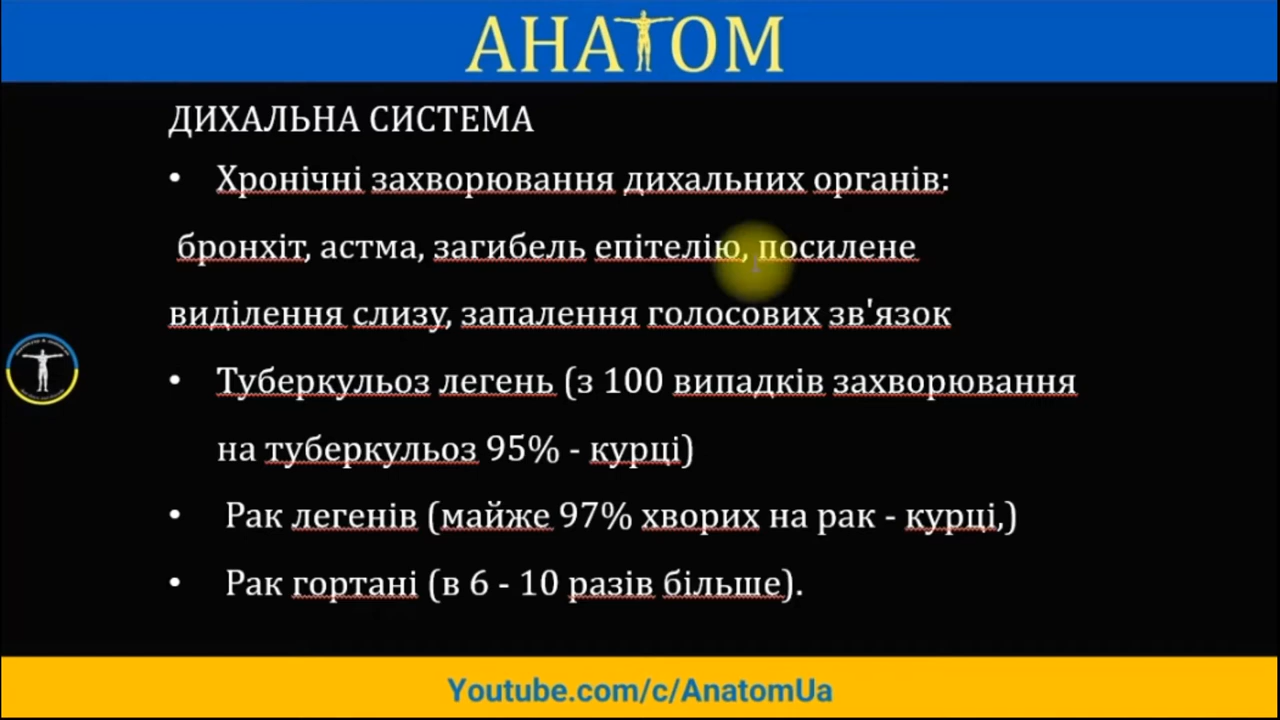 АНАТОМ
ДИХАЛЬНА СИСТЕМА
• Хронічні захворювання дихальних органів:
бронхіт, астма, загибель епітелію, посилене
виділення слизу, запалення голосових зв'язок
• Туберкульоз легень (з 100 випадків захворювання
на туберкульоз 95% - курці)
• Рак легенів (майже 97% хворих на рак - курці,)
• Рак гортані (в 6 - 10 разів більше).
Youtube.com/c/AnatomUa